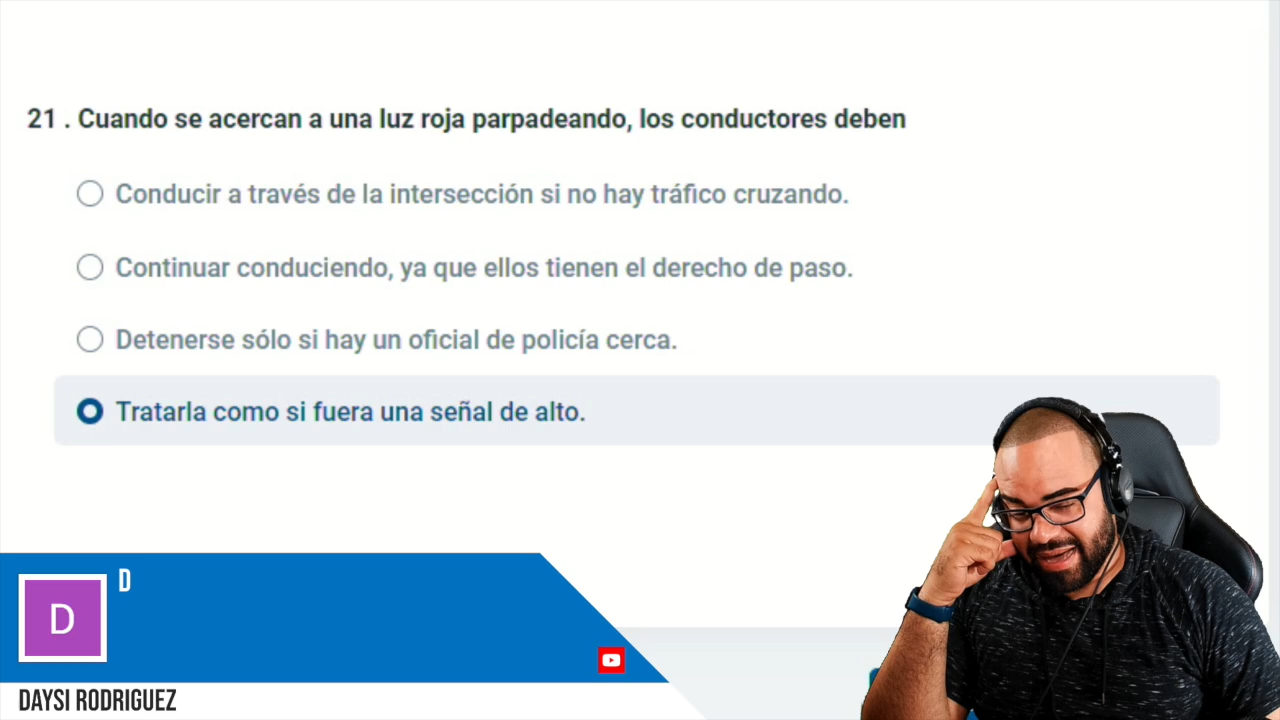 21 . Cuando se acercan a una luz roja parpadeando, los conductores deben
Conducir a través de la intersección si no hay tráfico cruzando.
Continuar conduciendo, ya que ellos tienen el derecho de paso.
Detenerse sólo si hay un oficial de policía cerca.
Tratarla como si fuera una señal de alto.
D
D
DAYSI RODRIGUEZ